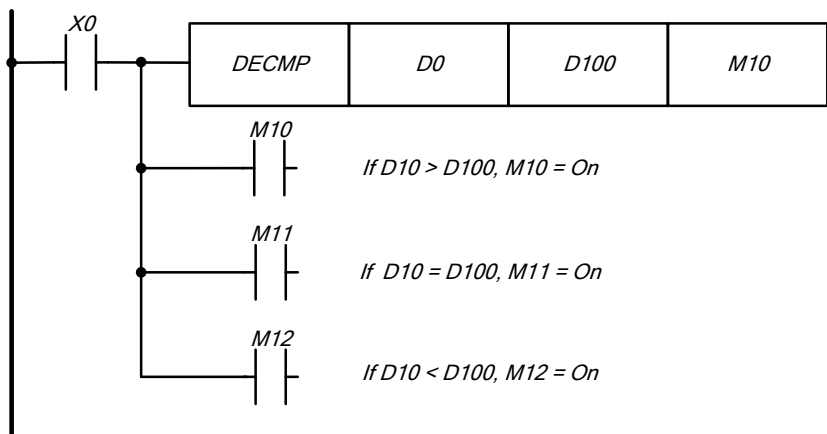 X0
DECMP D0 D100 M10
M10
If D10 > D100, M10 = On
M11
If D10 = D100, M11 = On
M12
If D10 < D100, M12 = On